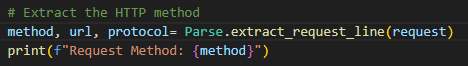 # Extract the HTTP method
method, url, protocol= Parse.extract_request_line(request)
print(f"Request Method: {method}")